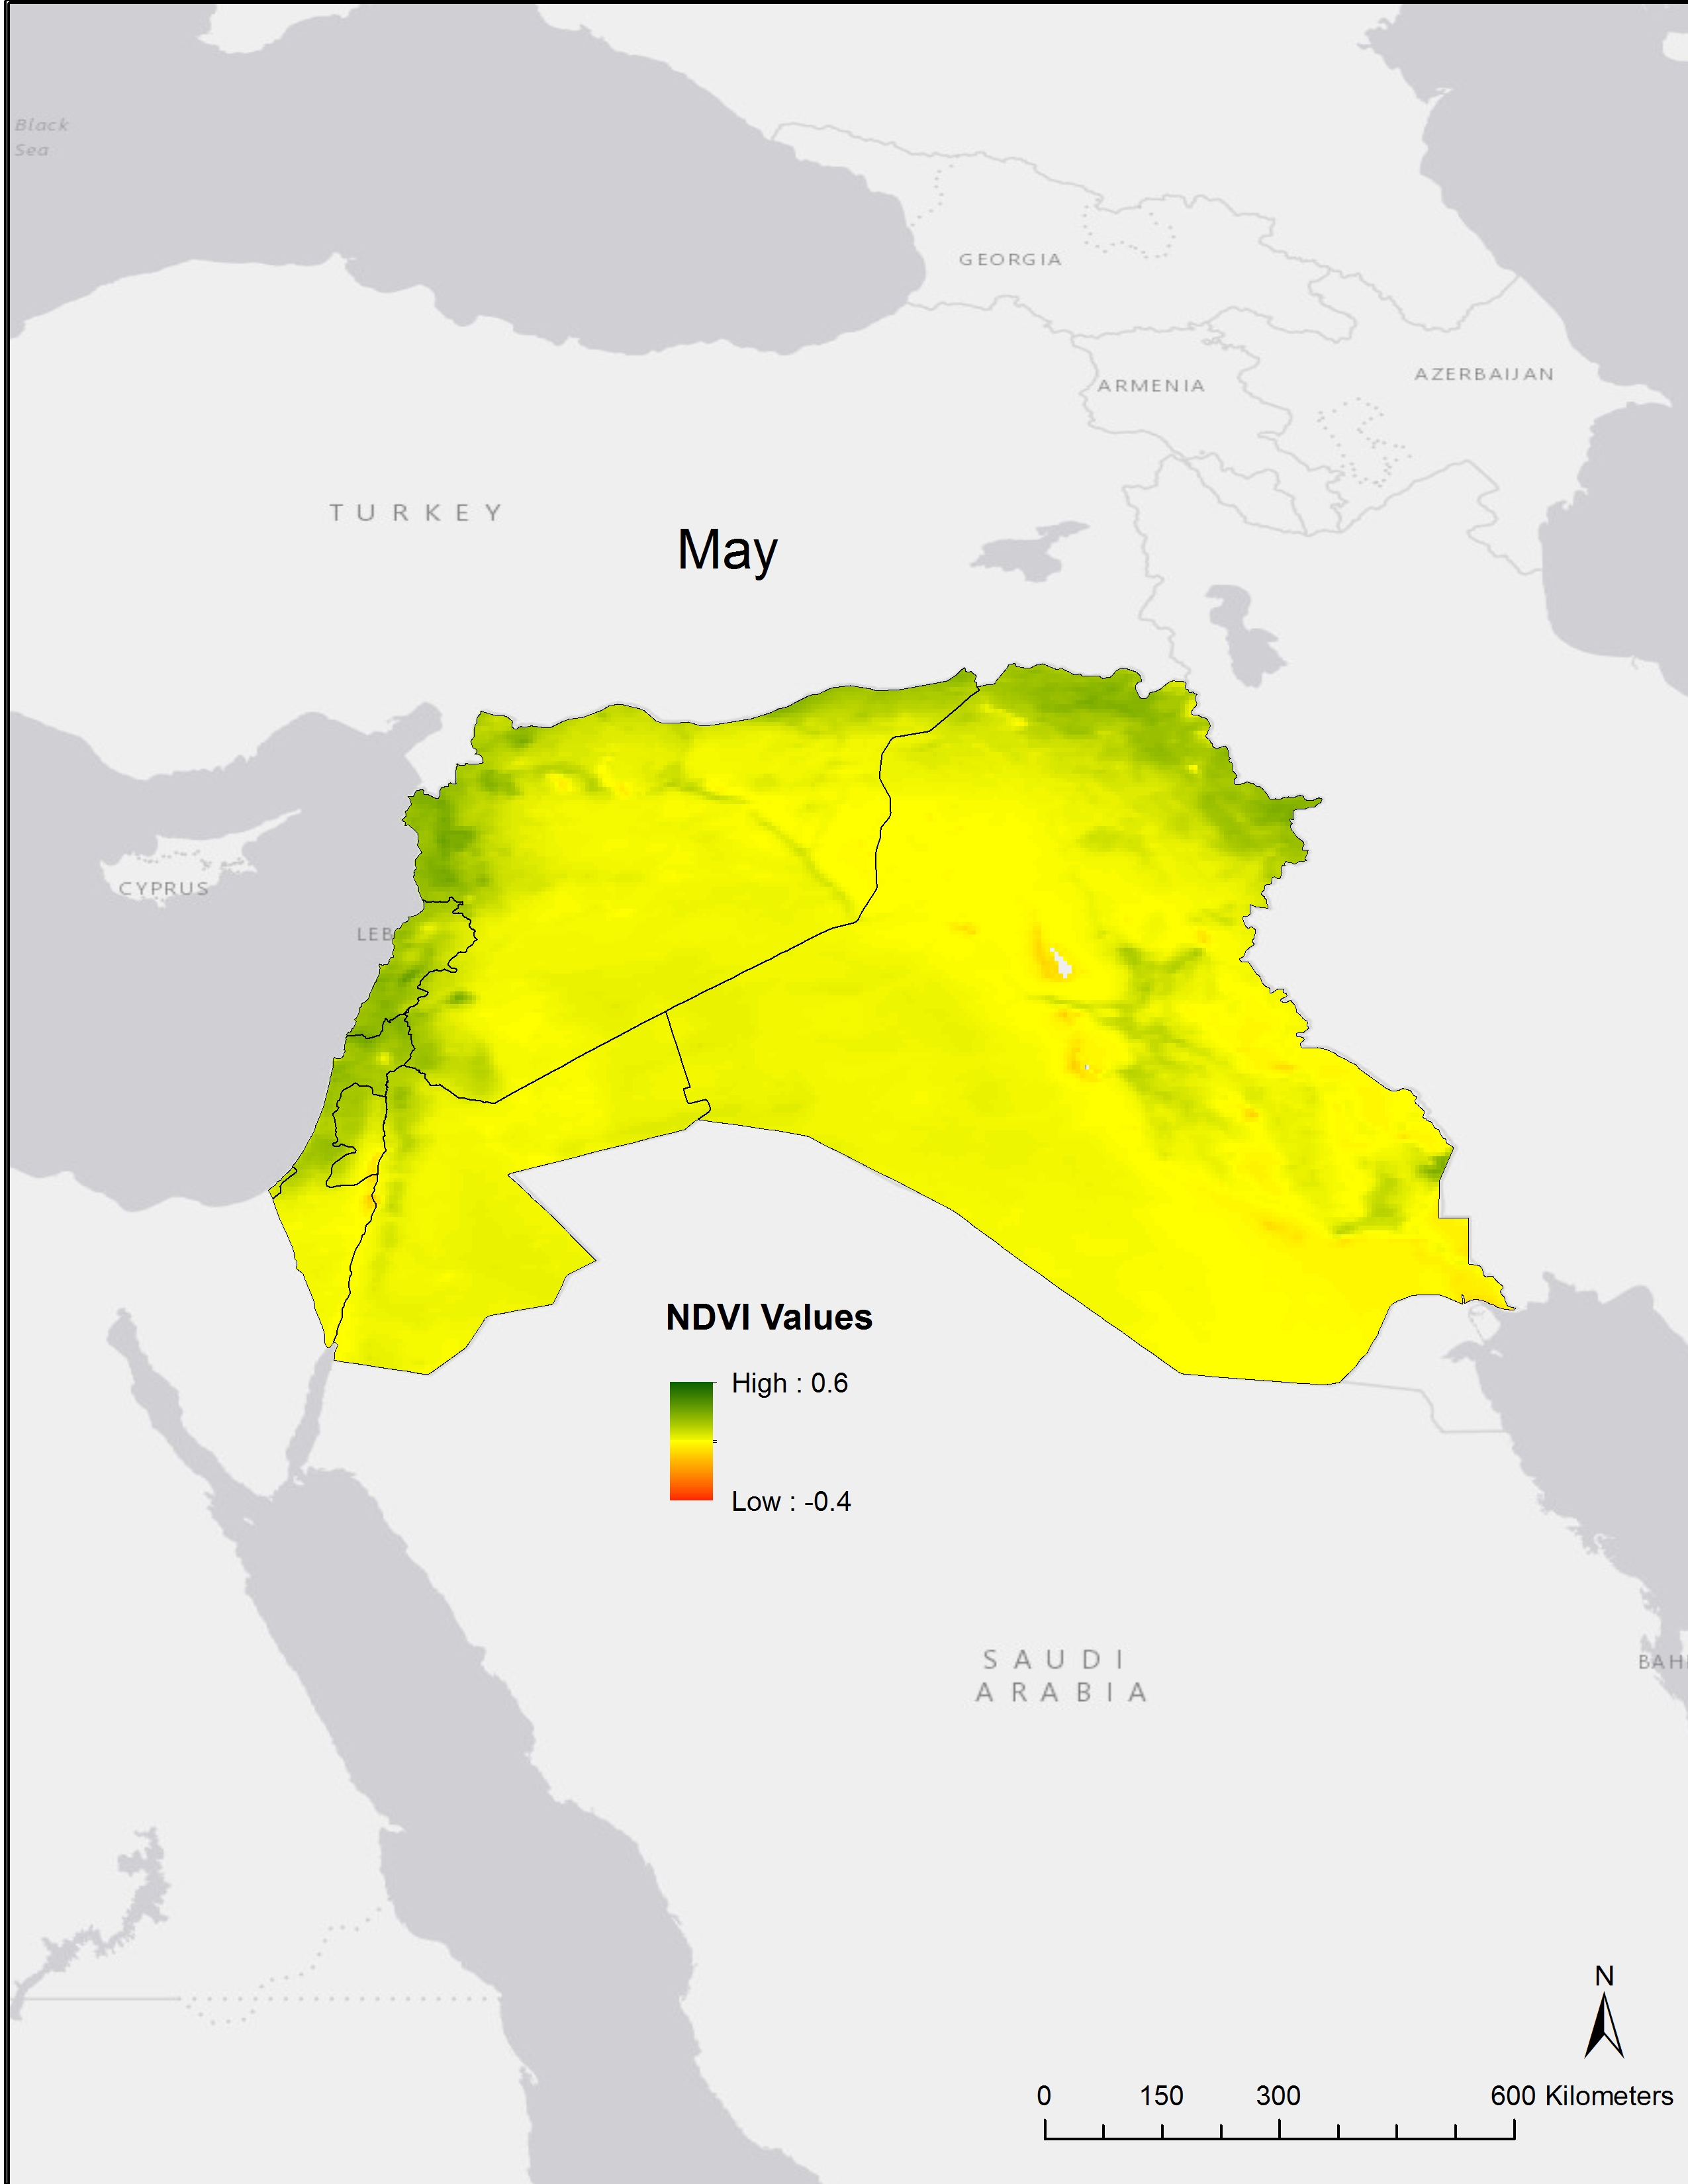 Black
Sea
GEORGIA
ARMENIA
AZERBAIJAN
TURKEY
May
CYPRUS
LEB
NDVI Values
High : 0.6
Low : -0.4
SAUDI
ARABIA
BAH
N
0 150 300 600 Kilometers